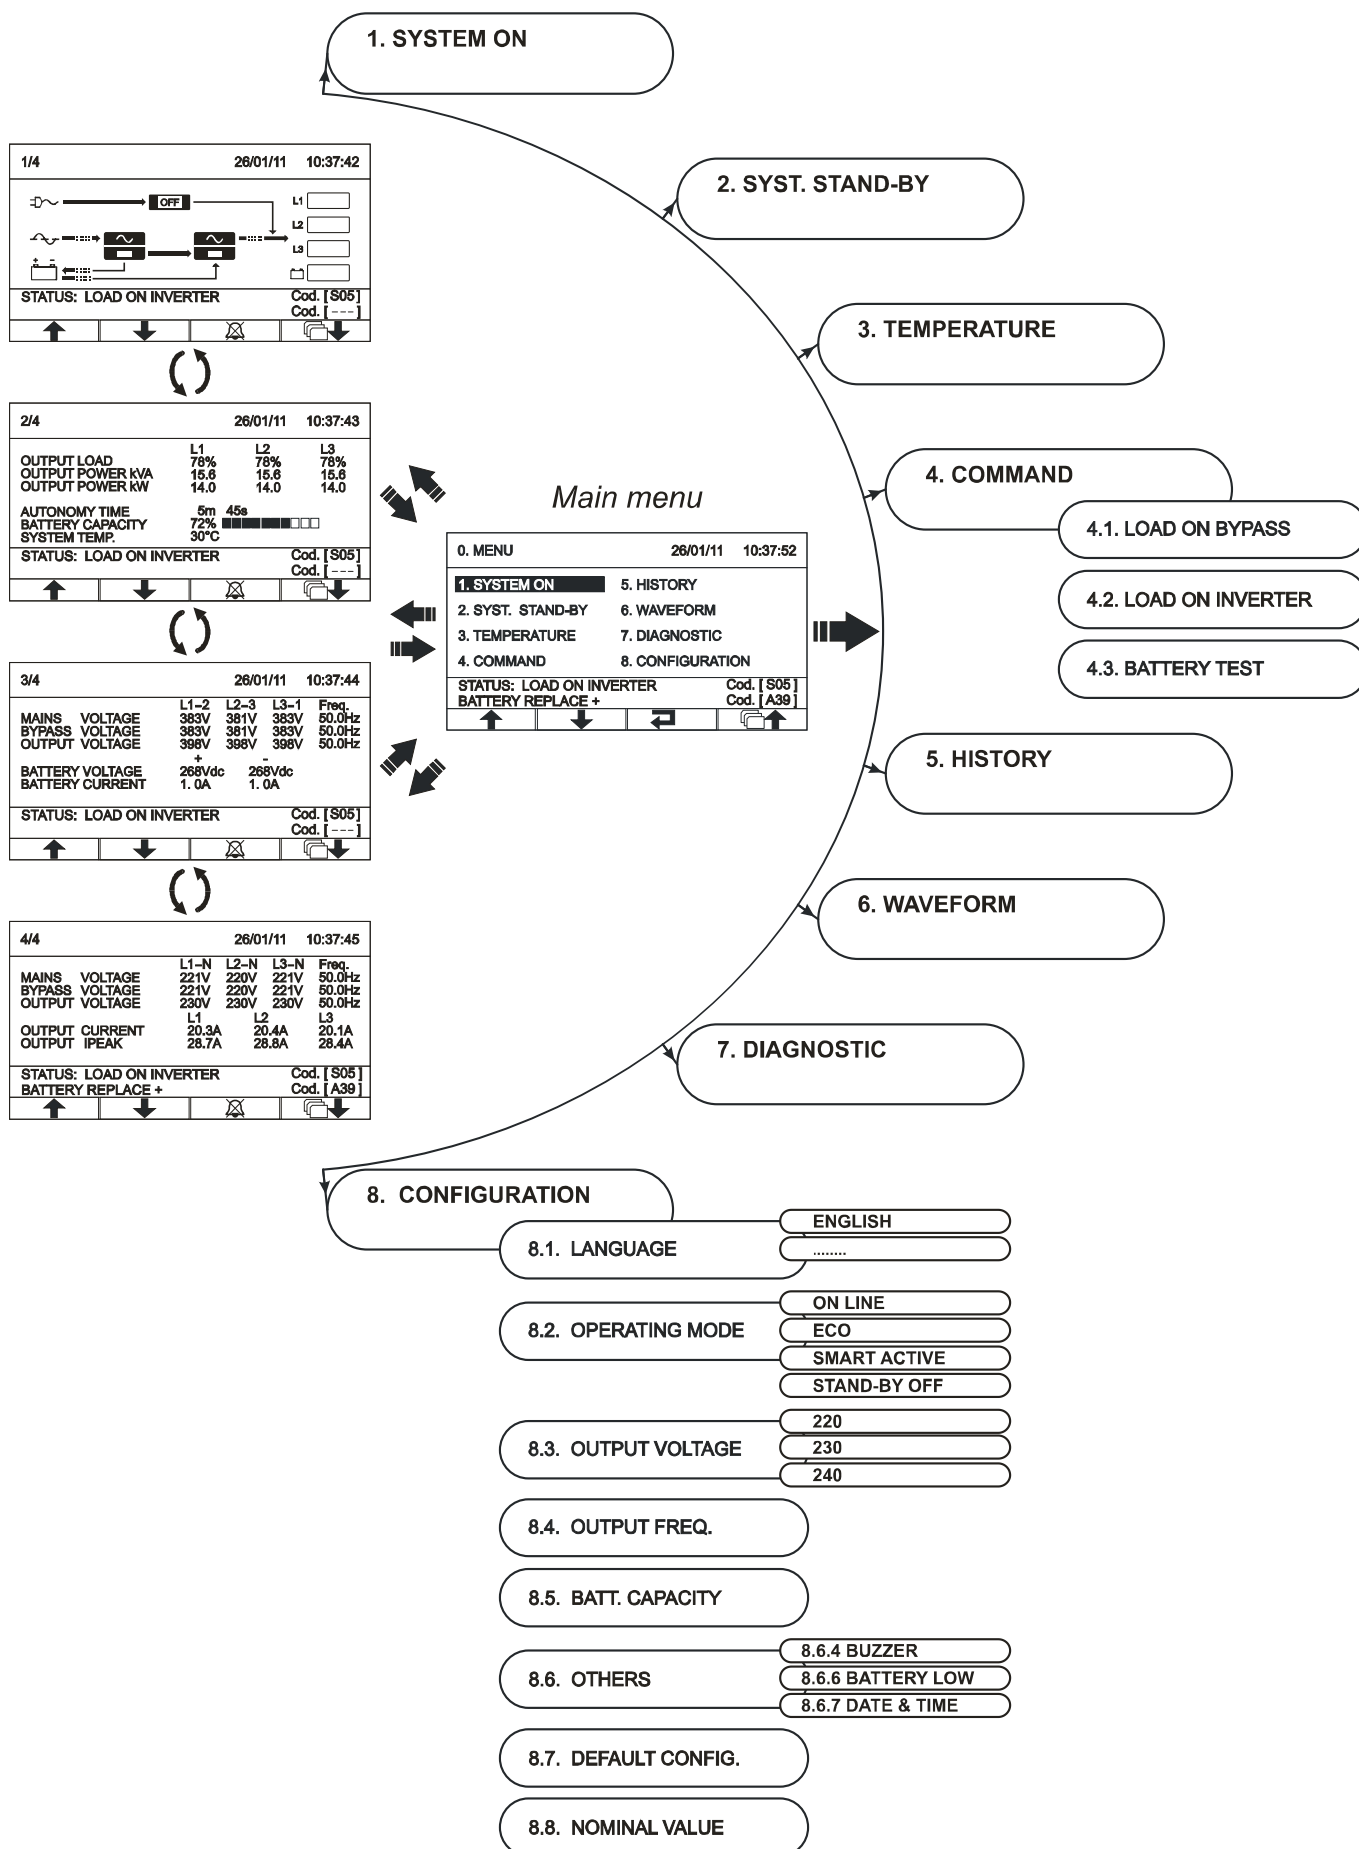 1. SYSTEM ON
2. SYST. STAND-BY
3. TEMPERATURE
4. COMMAND
4.1. LOAD ON BYPASS
4.2. LOAD ON INVERTER
4.3. BATTERY TEST
5. HISTORY
6. WAVEFORM
7. DIAGNOSTIC
1/4 26/01/11 10:37:42
OFF
L1
L2
L3
+ -
STATUS: LOAD ON INVERTER Cod. [S05]
Cod. [---]
2/4 26/01/11 10:37:43
L1 L2 L3
OUTPUT LOAD 78% 78% 78%
OUTPUT POWER kVA 15.6 15.6 15.6
OUTPUT POWER kW 14.0 14.0 14.0
AUTONOMY TIME 5m 45s
BATTERY CAPACITY 72%
SYSTEM TEMP. 30°C
STATUS: LOAD ON INVERTER Cod. [S05]
Cod. [---]
3/4 26/01/11 10:37:44
L1-2 L2-3 L3-1 Freq.
MAINS VOLTAGE 383V 381V 383V 50.0Hz
BYPASS VOLTAGE 383V 381V 383V 50.0Hz
OUTPUT VOLTAGE 398V 398V 398V 50.0Hz
+ -
BATTERY VOLTAGE 268Vdc 268Vdc
BATTERY CURRENT 1. 0A 1. 0A
STATUS: LOAD ON INVERTER Cod. [S05]
Cod. [---]
4/4 26/01/11 10:37:45
L1-N L2-N L3-N Freq.
MAINS VOLTAGE 221V 220V 221V 50.0Hz
BYPASS VOLTAGE 221V 220V 221V 50.0Hz
OUTPUT VOLTAGE 230V 230V 230V 50.0Hz
L1 L2 L3
OUTPUT CURRENT 20.3A 20.4A 20.1A
OUTPUT IPEAK 28.7A 28.8A 28.4A
STATUS: LOAD ON INVERTER Cod. [S05]
BATTERY REPLACE + Cod. [A39]
Main menu
0. MENU 26/01/11 10:37:52
1. SYSTEM ON 5. HISTORY
2. SYST. STAND-BY 6. WAVEFORM
3. TEMPERATURE 7. DIAGNOSTIC
4. COMMAND 8. CONFIGURATION
STATUS: LOAD ON INVERTER Cod. [S05]
BATTERY REPLACE + Cod. [A39]
8. CONFIGURATION
8.1. LANGUAGE
ENGLISH
........
8.2. OPERATING MODE
ON LINE
ECO
SMART ACTIVE
STAND-BY OFF
8.3. OUTPUT VOLTAGE
220
230
240
8.4. OUTPUT FREQ.
8.5. BATT. CAPACITY
8.6. OTHERS
8.6.4 BUZZER
8.6.6 BATTERY LOW
8.6.7 DATE & TIME
8.7. DEFAULT CONFIG.
8.8. NOMINAL VALUE